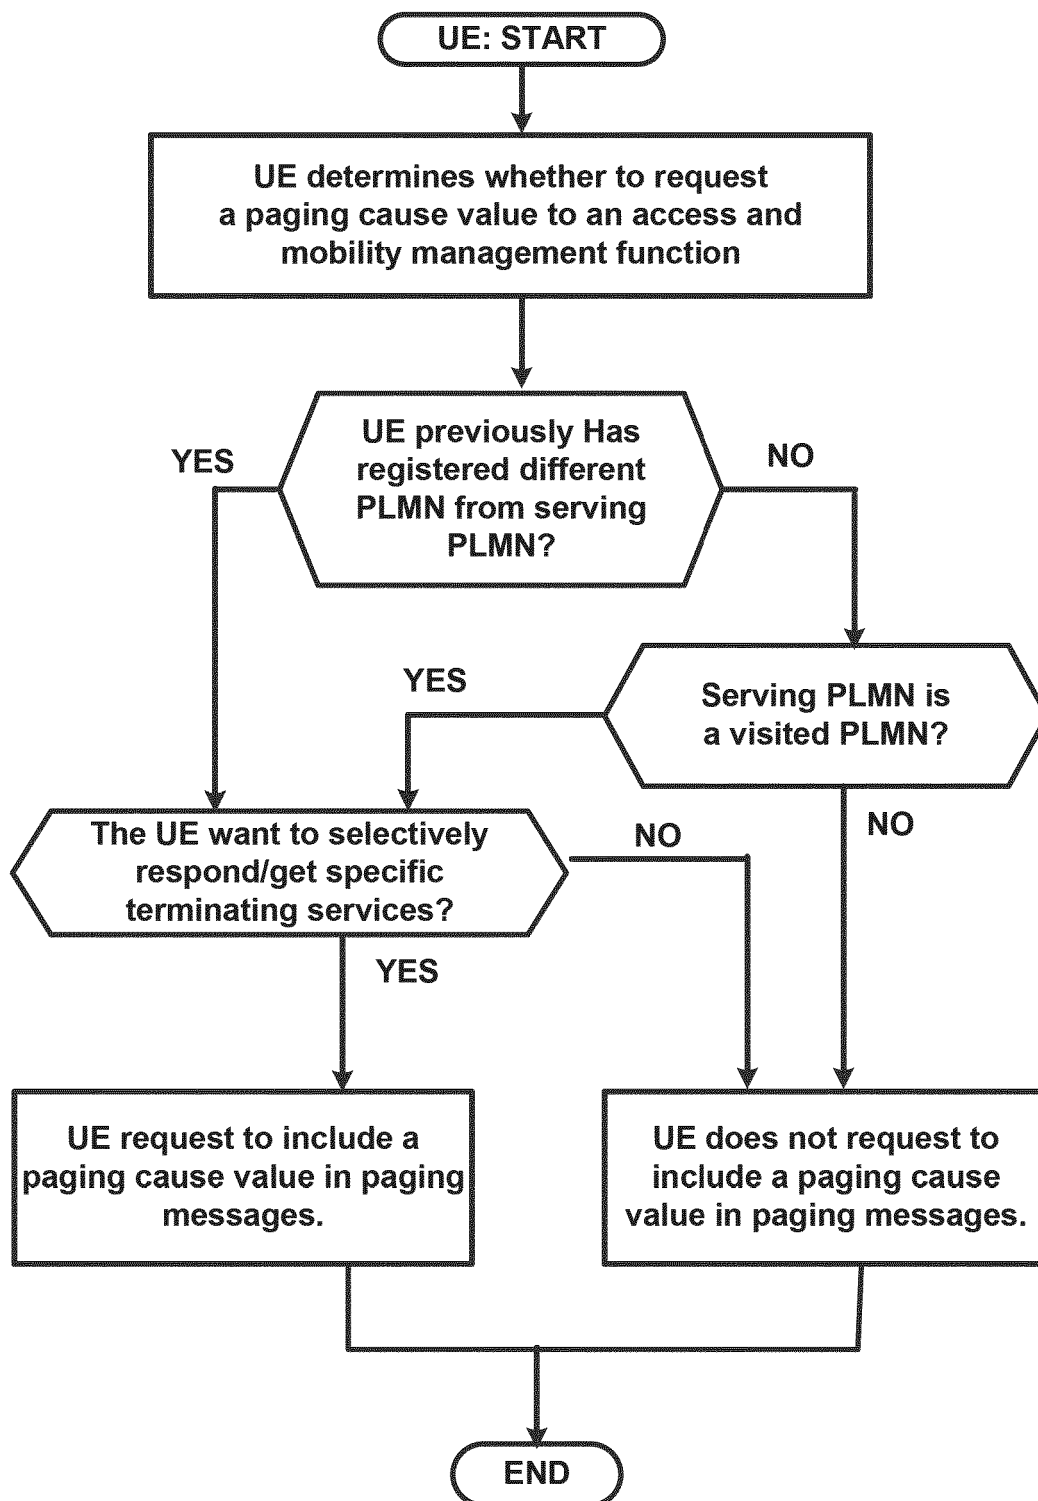 UE: START
UE determines whether to request
a paging cause value to an access and
mobility management function
UE previously Has
registered different
PLMN from serving
PLMN?
YES
NO
Serving PLMN is
a visited PLMN?
YES
NO
The UE want to selectively
respond/get specific
terminating services?
NO
YES
UE request to include a
paging cause value in paging
messages.
UE does not request to
include a paging cause
value in paging messages.
END